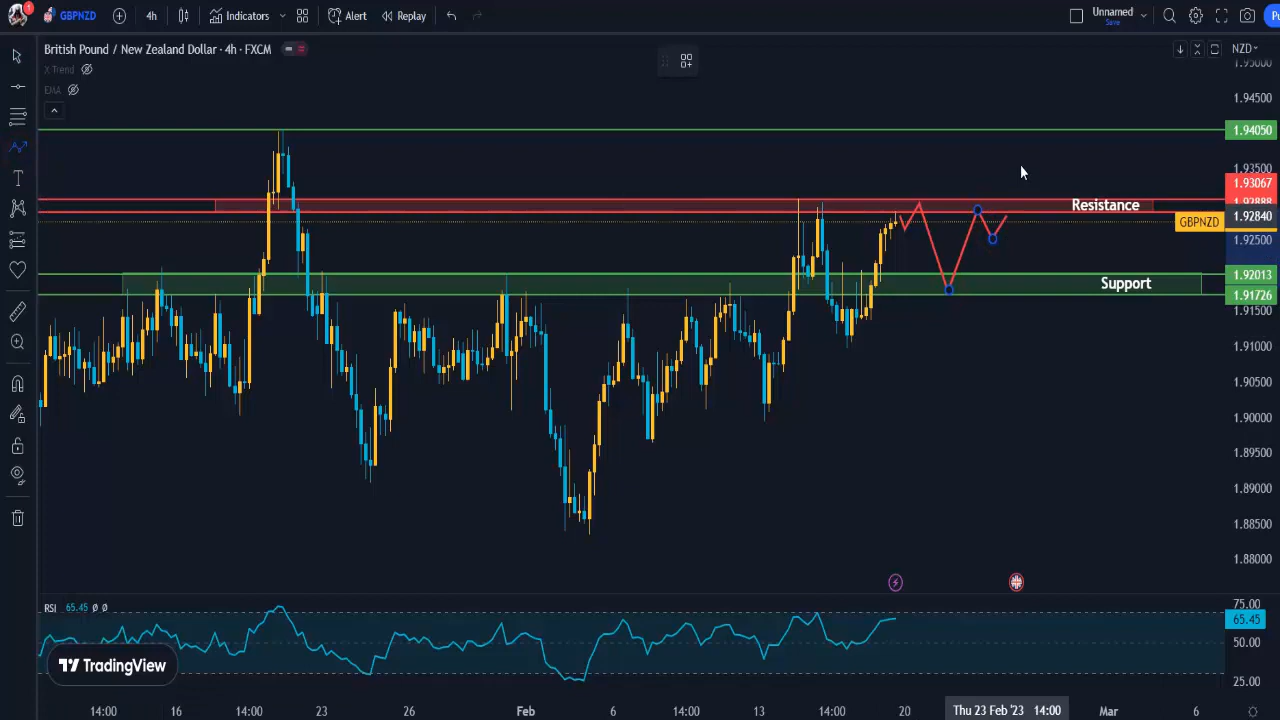 GBPNZD
4h
Indicators
Alert
Replay
Unnamed
Save
British Pound / New Zealand Dollar · 4h · FXCM
NZD
X Trend
EMA
1.95000
1.94500
1.94050
1.93500
1.93067
Resistance
1.92840
GBPNZD
1.92500
1.92013
Support
1.91726
1.91500
1.91000
1.90500
1.90000
1.89500
1.89000
1.88500
1.88000
RSI 65.45 Ø Ø
75.00
65.45
50.00
25.00
TradingView
14:00 16 14:00 23 26 Feb 6 14:00 13 14:00 20 Thu 23 Feb '23 14:00 Mar 6